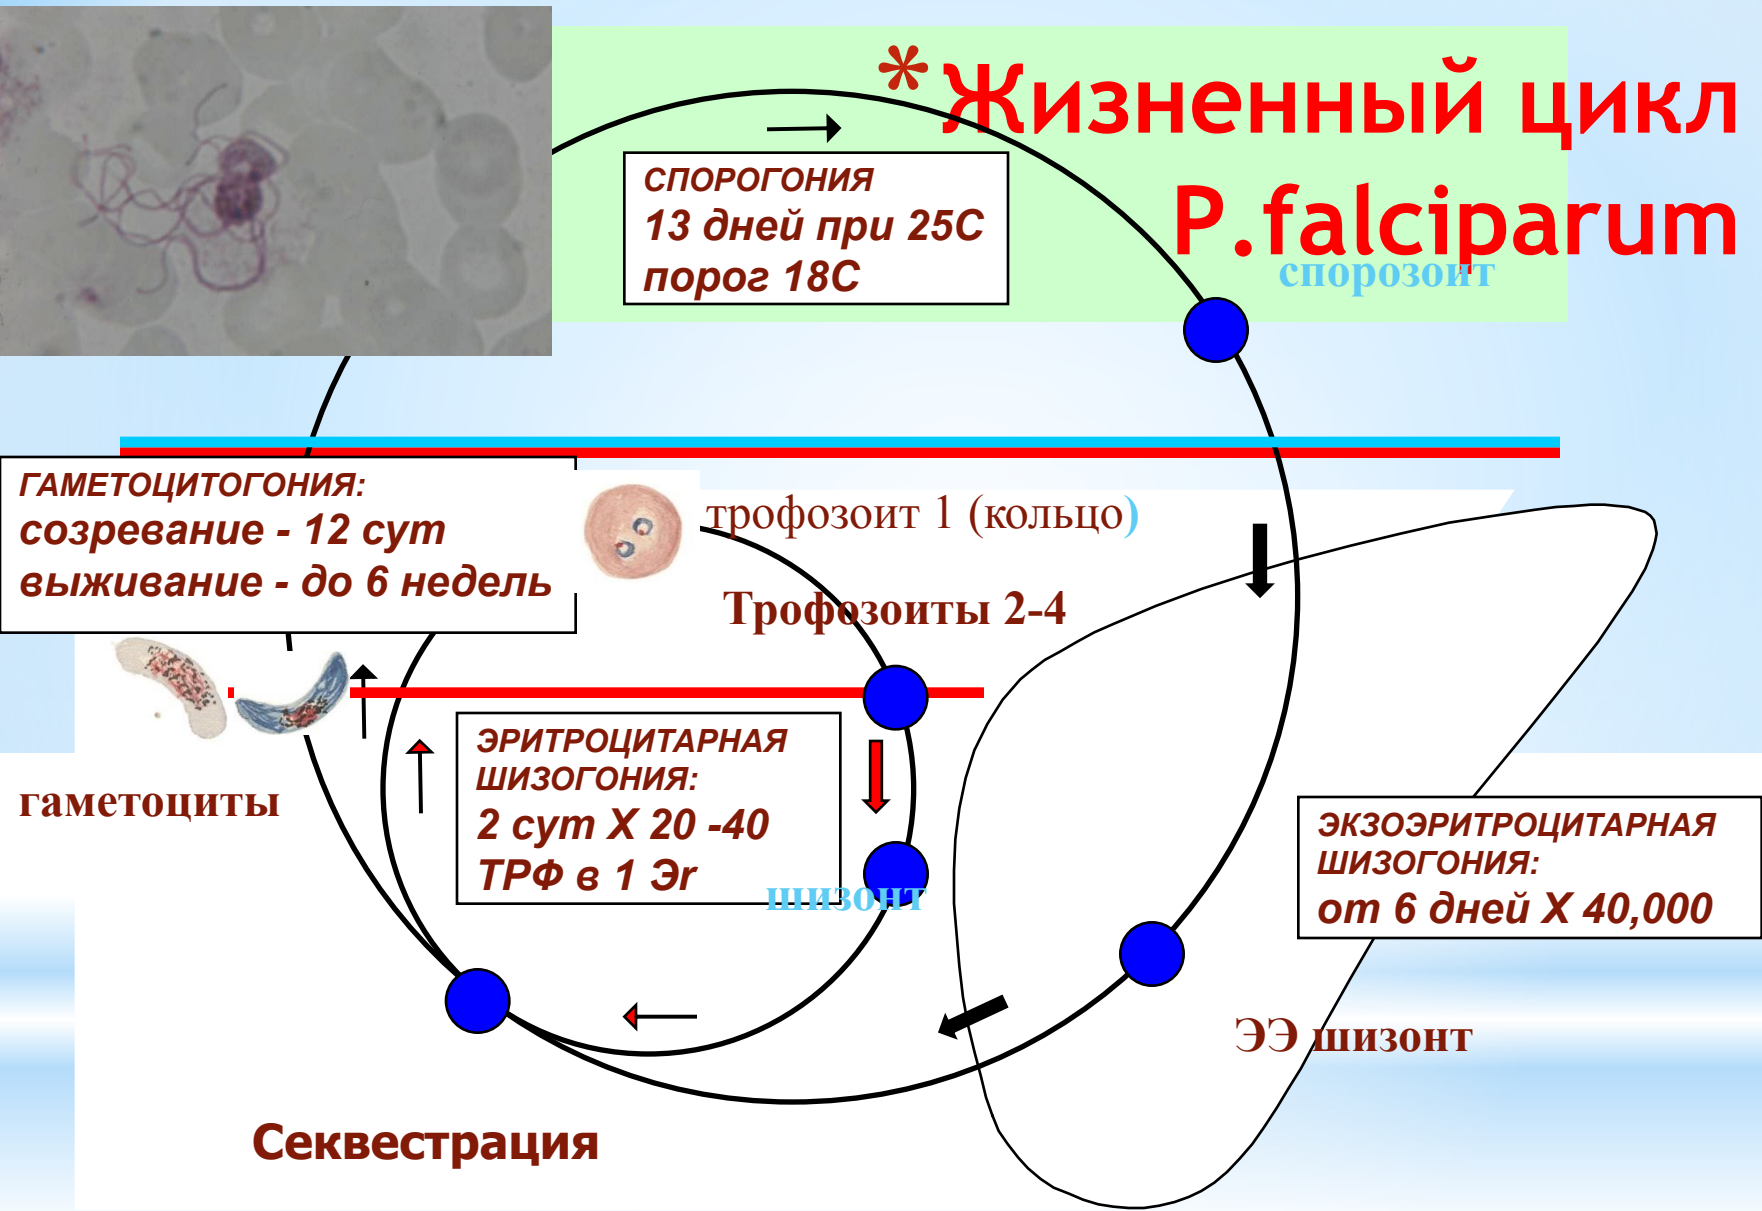 *Жизненный цикл
P.falciparum
СПОРОГОНИЯ
13 дней при 25С
порог 18С
спорозоит
ГАМЕТОЦИТОГОНИЯ:
созревание - 12 сут
выживание - до 6 недель
трофозоит 1 (кольцо)
Трофозоиты 2-4
ЭРИТРОЦИТАРНАЯ
ШИЗОГОНИЯ:
2 сут X 20 -40
ТРФ в 1 Эr
шизонт
гаметоциты
ЭКЗОЭРИТРОЦИТАРНАЯ
ШИЗОГОНИЯ:
от 6 дней X 40,000
ЭЭ шизонт
Секвестрация